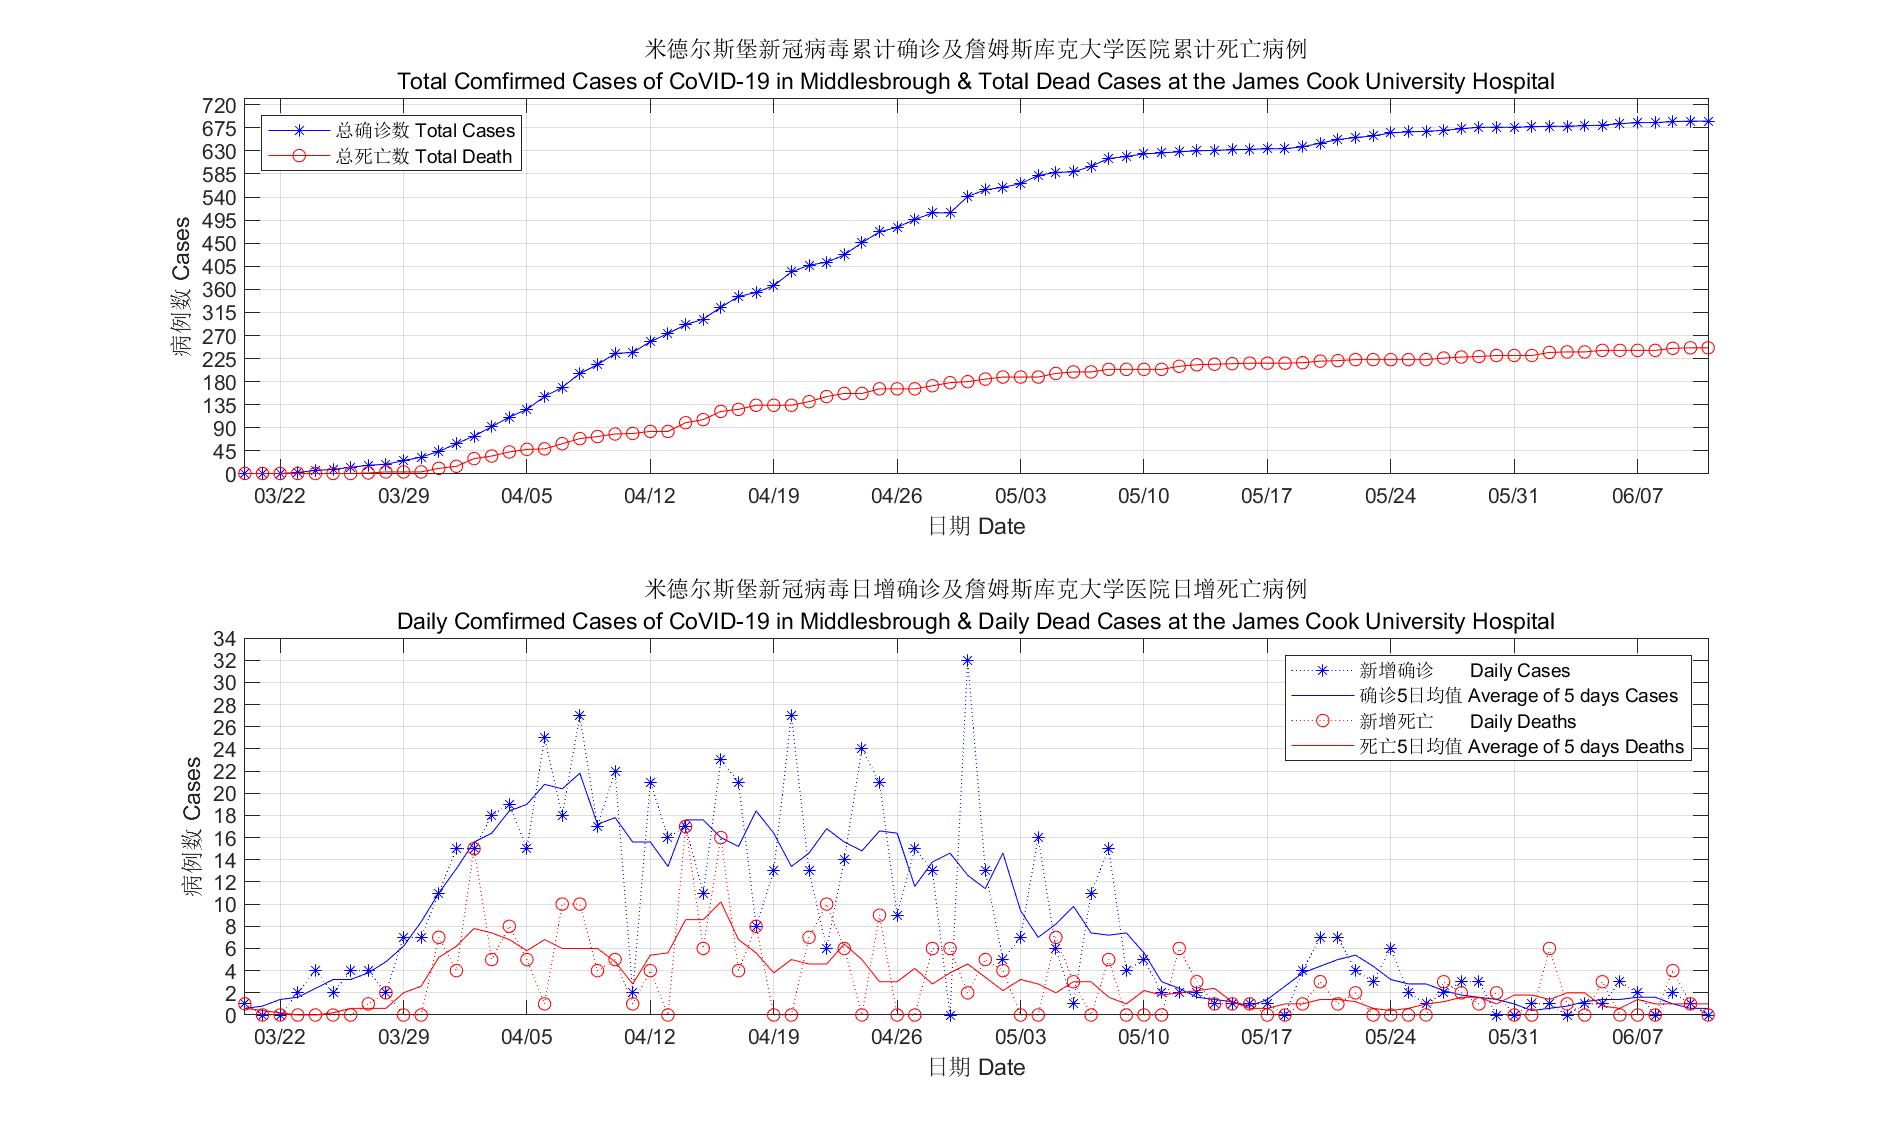 米德尔斯堡新冠病毒累计确诊及詹姆斯库克大学医院累计死亡病例
Total Comfirmed Cases of CoVID-19 in Middlesbrough & Total Dead Cases at the James Cook University Hospital
720
675
630
585
540
495
450
405
360
315
270
225
180
135
90
45
0
病例数 Cases
总确诊数 Total Cases
总死亡数 Total Death
03/22 03/29 04/05 04/12 04/19 04/26 05/03 05/10 05/17 05/24 05/31 06/07
日期 Date
米德尔斯堡新冠病毒日增确诊及詹姆斯库克大学医院日增死亡病例
Daily Comfirmed Cases of CoVID-19 in Middlesbrough & Daily Dead Cases at the James Cook University Hospital
34
32
30
28
26
24
22
20
18
16
14
12
10
8
6
4
2
0
病例数 Cases
新增确诊 Daily Cases
确诊5日均值 Average of 5 days Cases
新增死亡 Daily Deaths
死亡5日均值 Average of 5 days Deaths
03/22 03/29 04/05 04/12 04/19 04/26 05/03 05/10 05/17 05/24 05/31 06/07
日期 Date